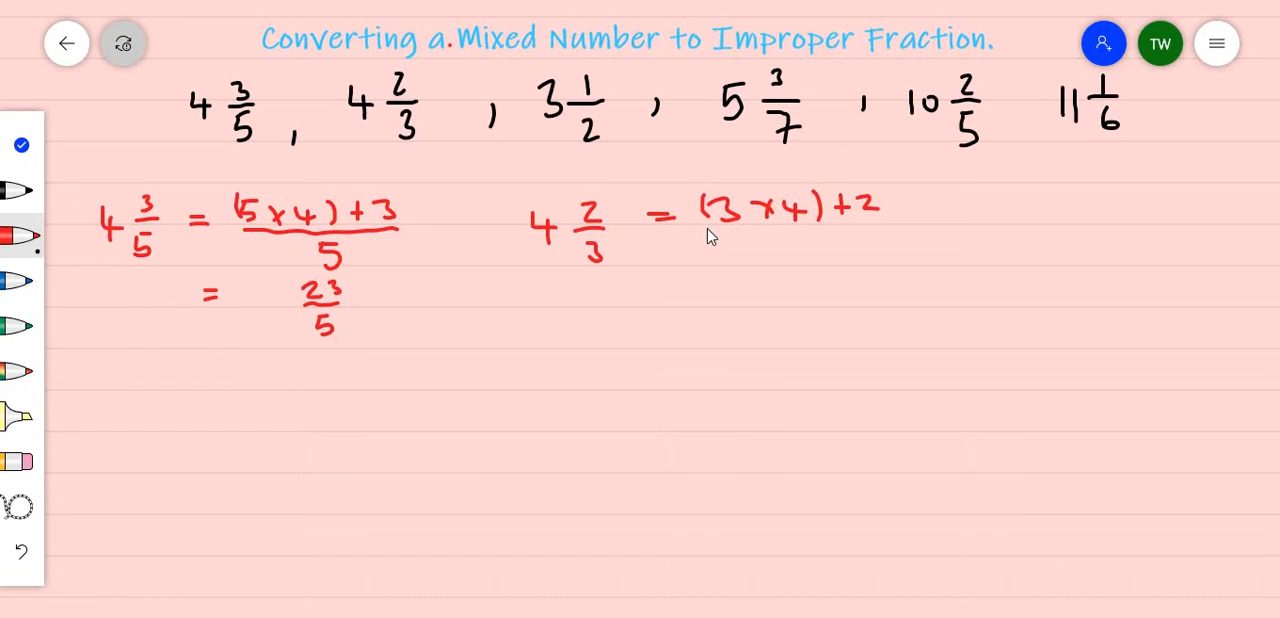 Converting a. Mixed Number to Improper Fraction.
TW
4 3/5 , 4 2/3 , 3 1/2 , 5 3/7 , 10 2/5 11 1/6
4 3/5 = (5 × 4) + 3 / 5 4 2/3 = (3 × 4) + 2
= 23/5